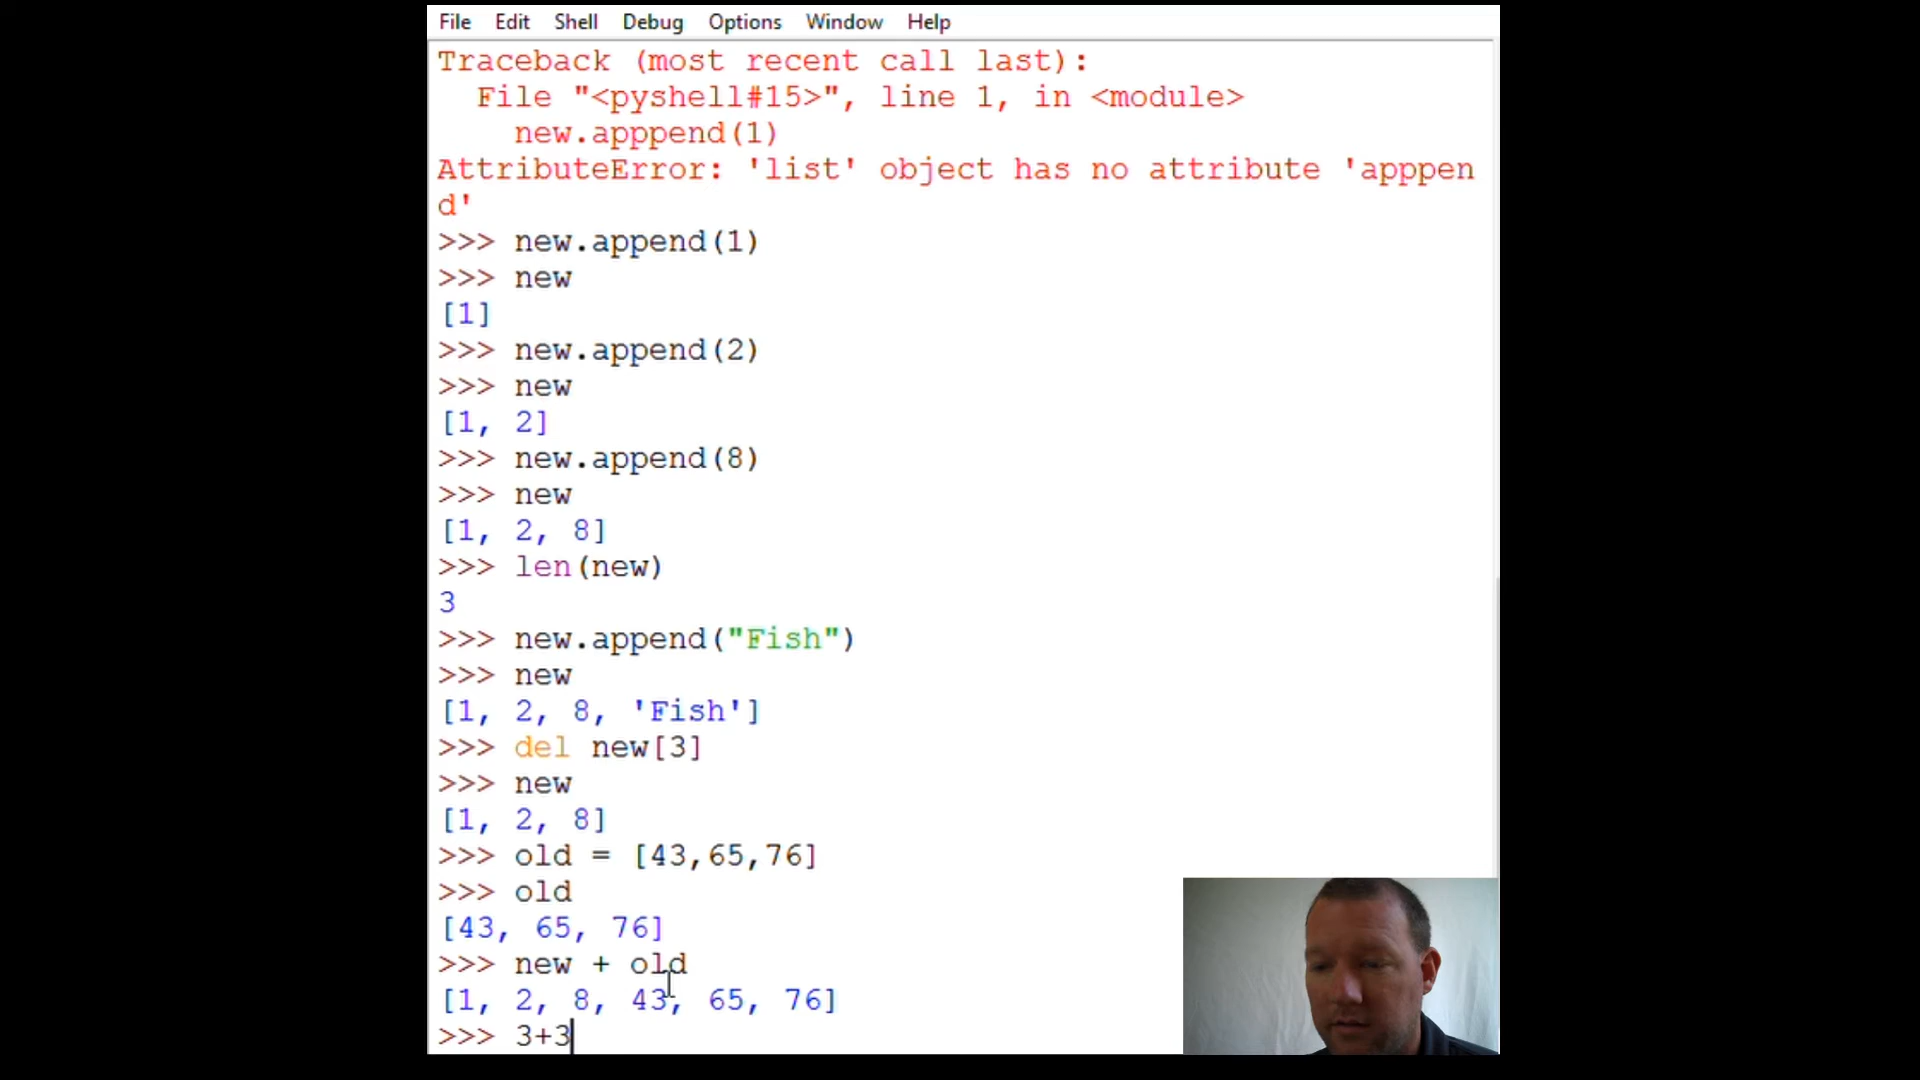 File Edit Shell Debug Options Window Help
Traceback (most recent call last):
  File "<pyshell#15>", line 1, in <module>
    new.apppend(1)
AttributeError: 'list' object has no attribute 'apppen
d'
>>> new.append(1)
>>> new
[1]
>>> new.append(2)
>>> new
[1, 2]
>>> new.append(8)
>>> new
[1, 2, 8]
>>> len(new)
3
>>> new.append("Fish")
>>> new
[1, 2, 8, 'Fish']
>>> del new[3]
>>> new
[1, 2, 8]
>>> old = [43,65,76]
>>> old
[43, 65, 76]
>>> new + old
[1, 2, 8, 43, 65, 76]
>>> 3+3